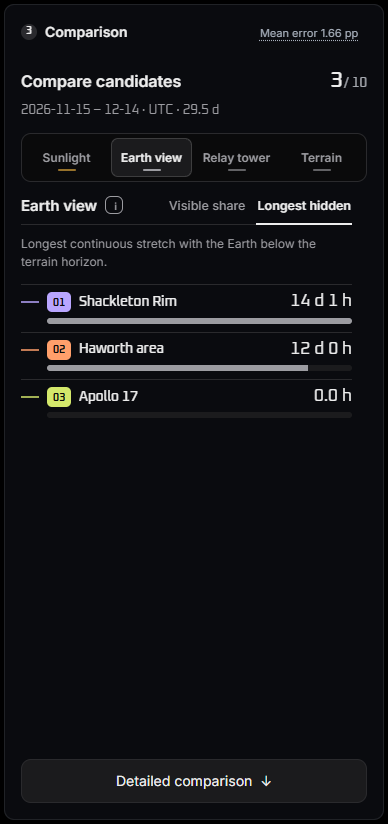 3 Comparison
Mean error 1.66 pp
Compare candidates
3 / 10
2026-11-15 – 12-14 · UTC · 29.5 d
Sunlight
Earth view
Relay tower
Terrain
Earth view i
Visible share
Longest hidden
Longest continuous stretch with the Earth below the
terrain horizon.
01 Shackleton Rim 14 d 1 h
02 Haworth area 12 d 0 h
03 Apollo 17 0.0 h
Detailed comparison ↓